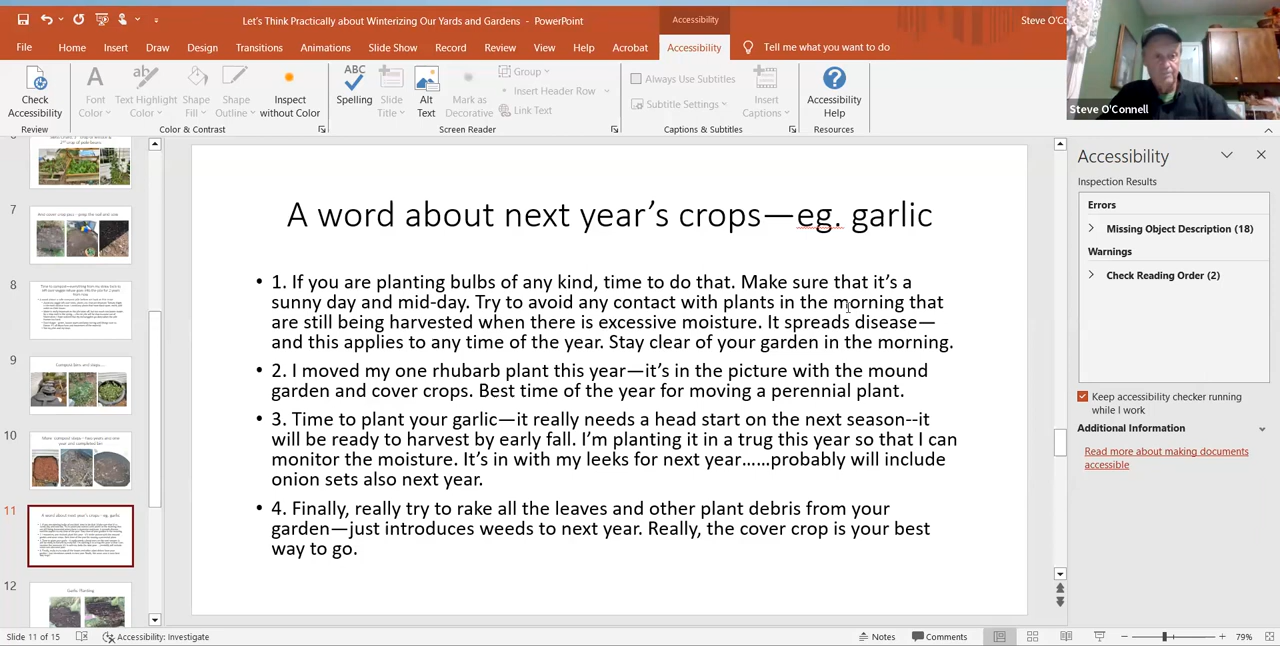 Let's Think Practically about Winterizing Our Yards and Gardens - PowerPoint
Accessibility
Steve O'Co
File Home Insert Draw Design Transitions Animations Slide Show Record Review View Help Acrobat Accessibility Tell me what you want to do
Check Accessibility
Font Color
Text Highlight Color
Shape Fill
Shape Outline
Inspect without Color
ABC
Spelling
Slide Title
Alt Text
Mark as Decorative
Group
Insert Header Row
Link Text
Always Use Subtitles
Subtitle Settings
Insert Captions
Accessibility Help
Review
Color & Contrast
Screen Reader
Captions & Subtitles
Resources
Steve O'Connell
7
8
9
Compost bins and steps....
10
11
A word about next year's crops—eg. garlic
12
Garlic Planting
A word about next year's crops—eg. garlic
• 1. If you are planting bulbs of any kind, time to do that. Make sure that it's a
sunny day and mid-day. Try to avoid any contact with plants in the morning that
are still being harvested when there is excessive moisture. It spreads disease—
and this applies to any time of the year. Stay clear of your garden in the morning.
• 2. I moved my one rhubarb plant this year—it's in the picture with the mound
garden and cover crops. Best time of the year for moving a perennial plant.
• 3. Time to plant your garlic—it really needs a head start on the next season--it
will be ready to harvest by early fall. I'm planting it in a trug this year so that I can
monitor the moisture. It's in with my leeks for next year……probably will include
onion sets also next year.
• 4. Finally, really try to rake all the leaves and other plant debris from your
garden—just introduces weeds to next year. Really, the cover crop is your best
way to go.
Accessibility
Inspection Results
Errors
Missing Object Description (18)
Warnings
Check Reading Order (2)
Keep accessibility checker running
while I work
Additional Information
Read more about making documents
accessible
Slide 11 of 15
Accessibility: Investigate
Notes
Comments
79%